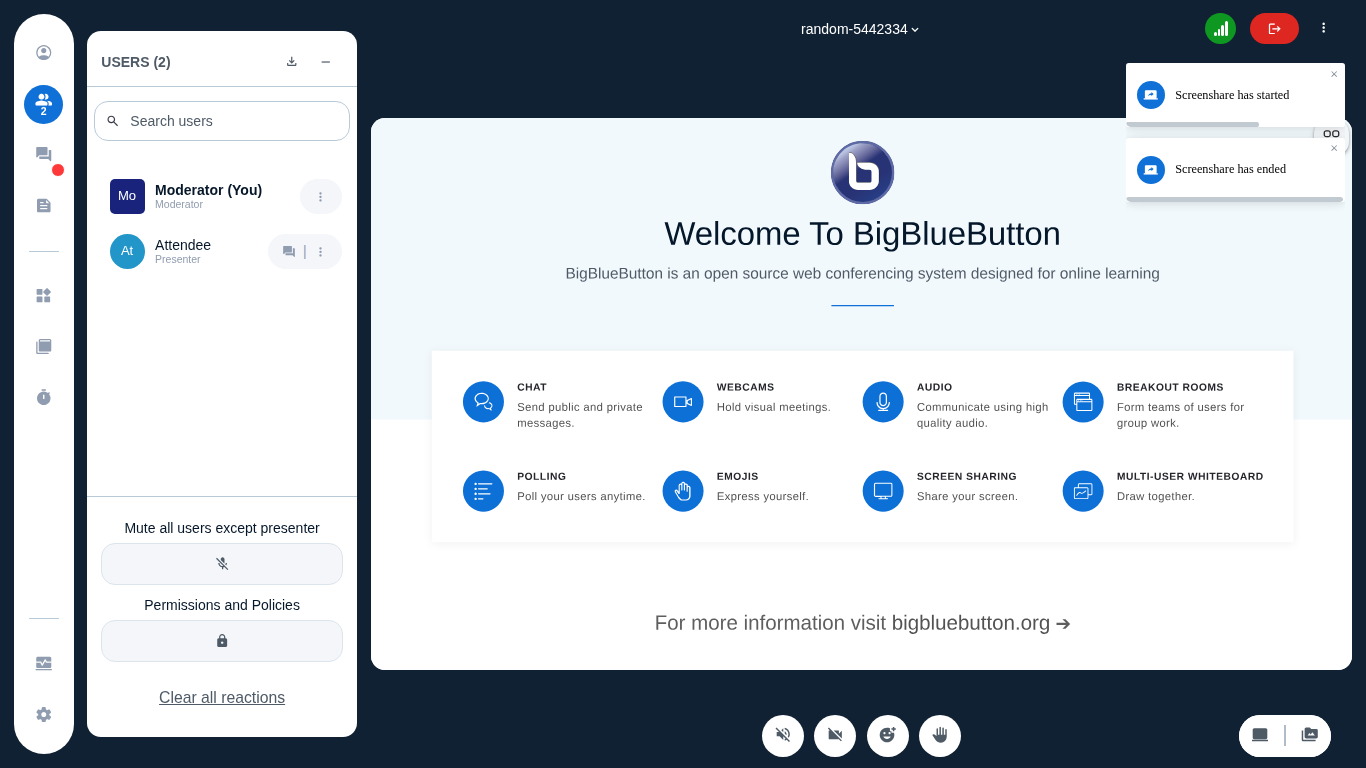 random-5442334
USERS (2)
2
Search users
Mo
Moderator (You)
Moderator
At
Attendee
Presenter
Mute all users except presenter
Permissions and Policies
Clear all reactions
Screenshare has started
Screenshare has ended
Welcome To BigBlueButton
BigBlueButton is an open source web conferencing system designed for online learning
CHAT
Send public and private
messages.
WEBCAMS
Hold visual meetings.
AUDIO
Communicate using high
quality audio.
BREAKOUT ROOMS
Form teams of users for
group work.
POLLING
Poll your users anytime.
EMOJIS
Express yourself.
SCREEN SHARING
Share your screen.
MULTI-USER WHITEBOARD
Draw together.
For more information visit bigbluebutton.org ➔